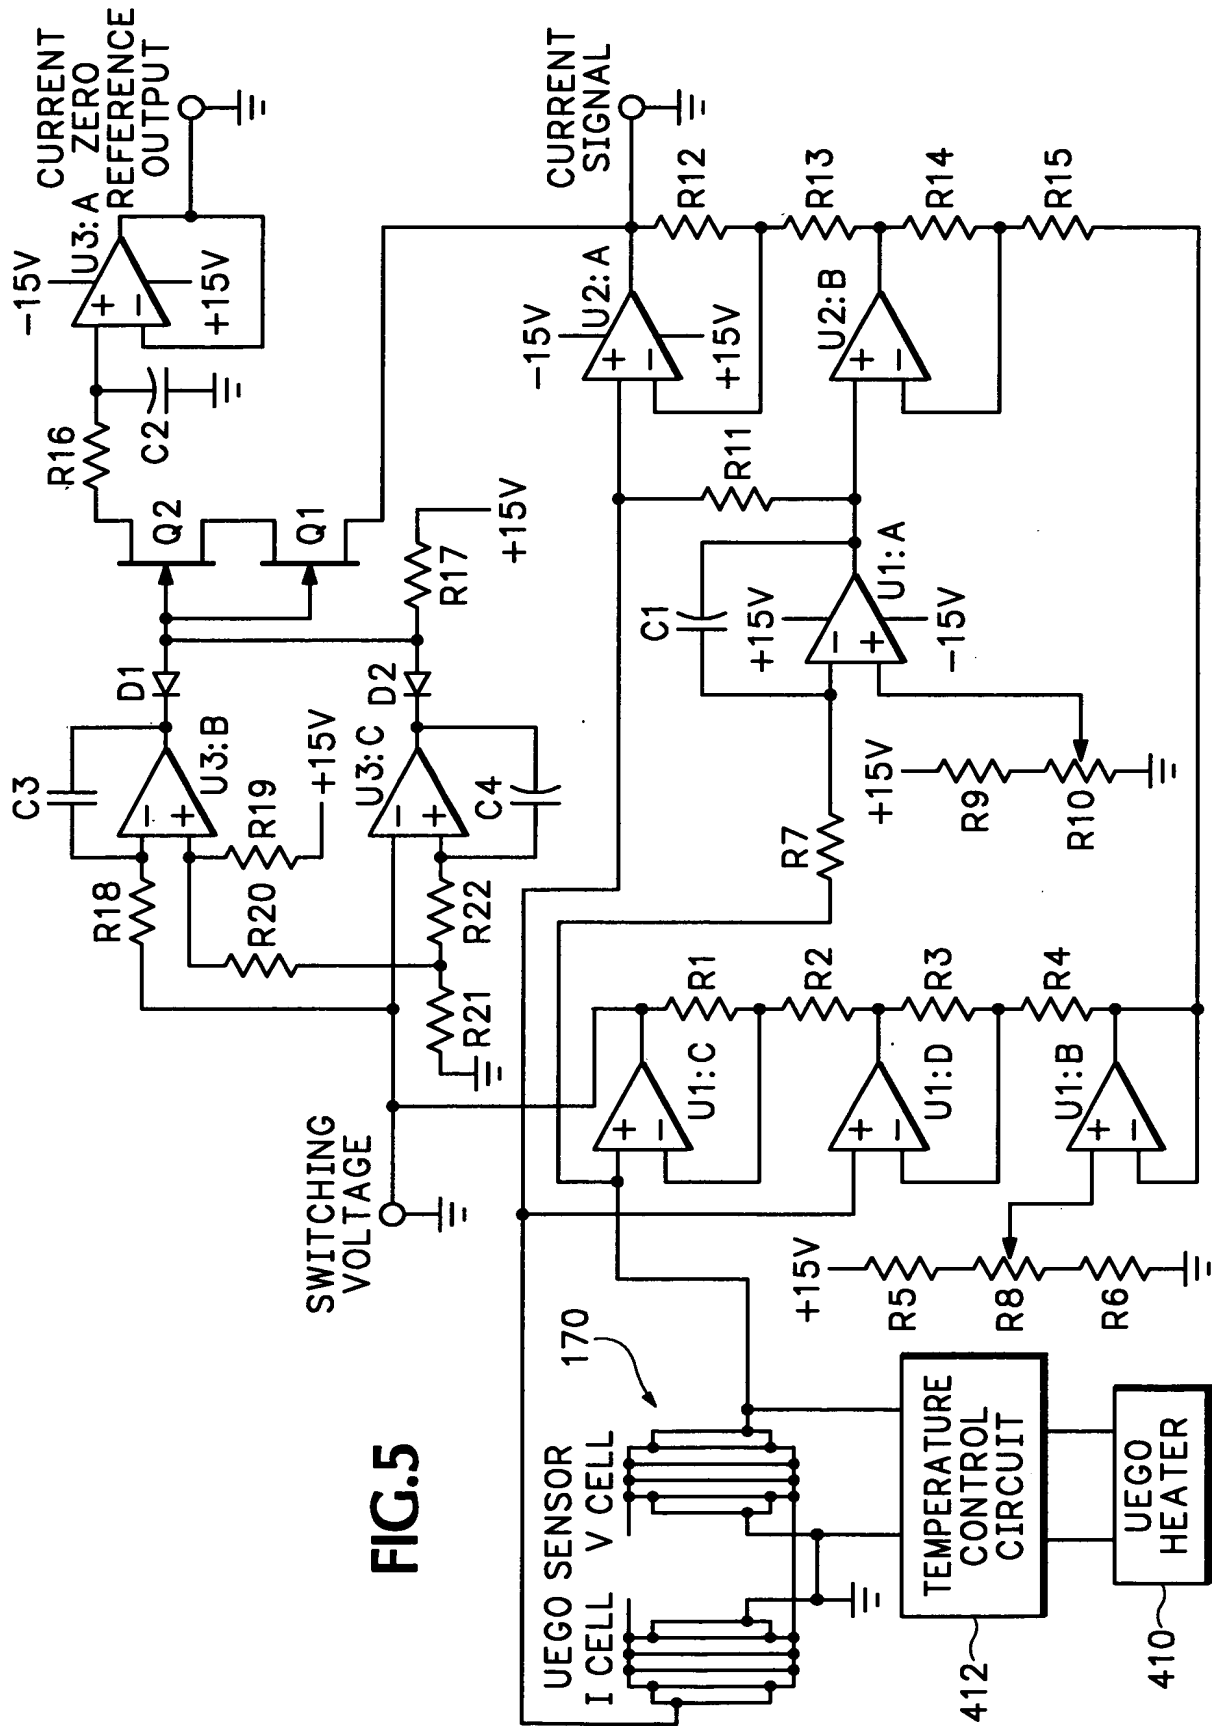 FIG.5
CURRENT
ZERO
REFERENCE
OUTPUT
-15V
U3:A
+
−
+15V
R16
C2
Q2
Q1
R17
+15V
D1
D2
C3
U3:B
−
+
R18
R19
+15V
R20
U3:C
−
+
C4
R22
R21
SWITCHING
VOLTAGE
CURRENT
SIGNAL
-15V
U2:A
+
−
+15V
R12
R13
R14
R15
U2:B
+
−
R11
C1
+15V
U1:A
−
+
-15V
R7
+15V
R9
R10
R1
R2
R3
R4
U1:C
+
−
U1:D
+
−
U1:B
+
−
+15V
R5
R8
R6
170
UEGO SENSOR
I CELL V CELL
TEMPERATURE
CONTROL
CIRCUIT
412
UEGO
HEATER
410